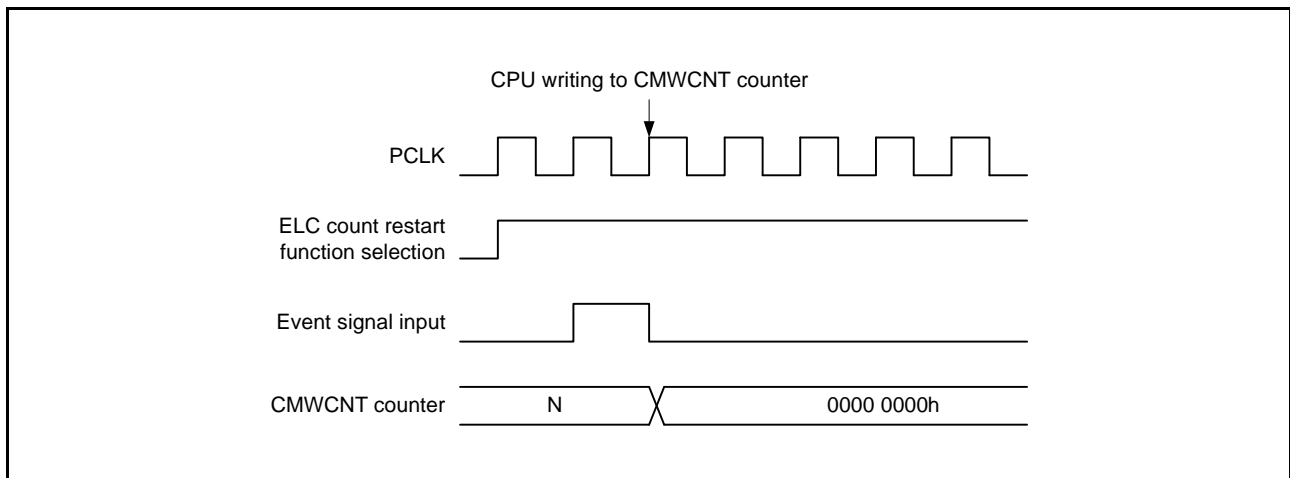 CPU writing to CMWCNT counter
PCLK
ELC count restart
function selection
Event signal input
CMWCNT counter
N
0000 0000h